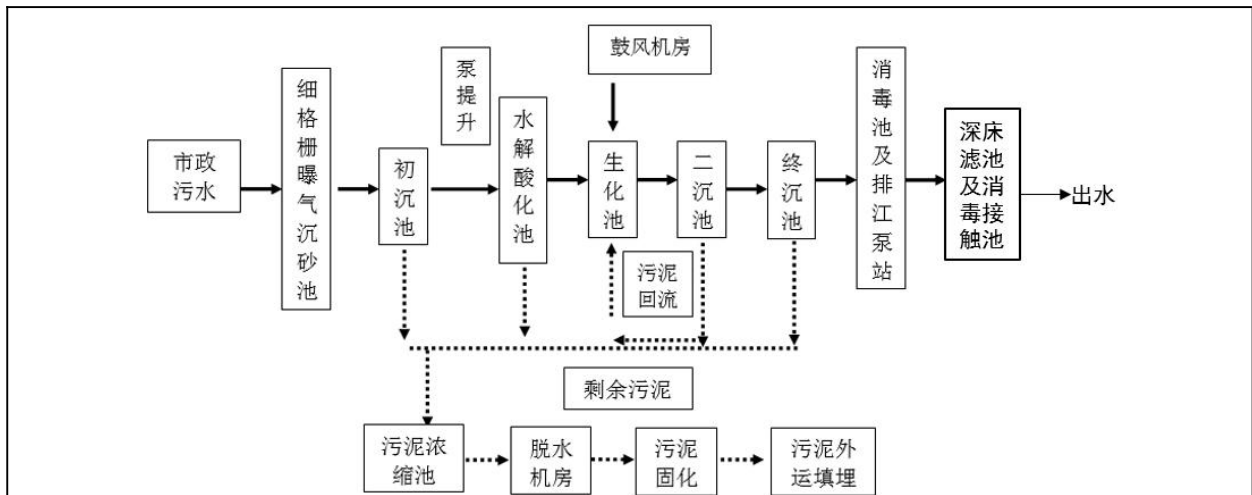 鼓风机房
泵提升
市政
污水
细格栅曝气沉砂池
初沉池
水解酸化池
生化池
二沉池
终沉池
消毒池及排江泵站
深床
滤池
及消
毒接
触池
出水
污泥
回流
剩余污泥
污泥浓
缩池
脱水
机房
污泥
固化
污泥外
运填埋